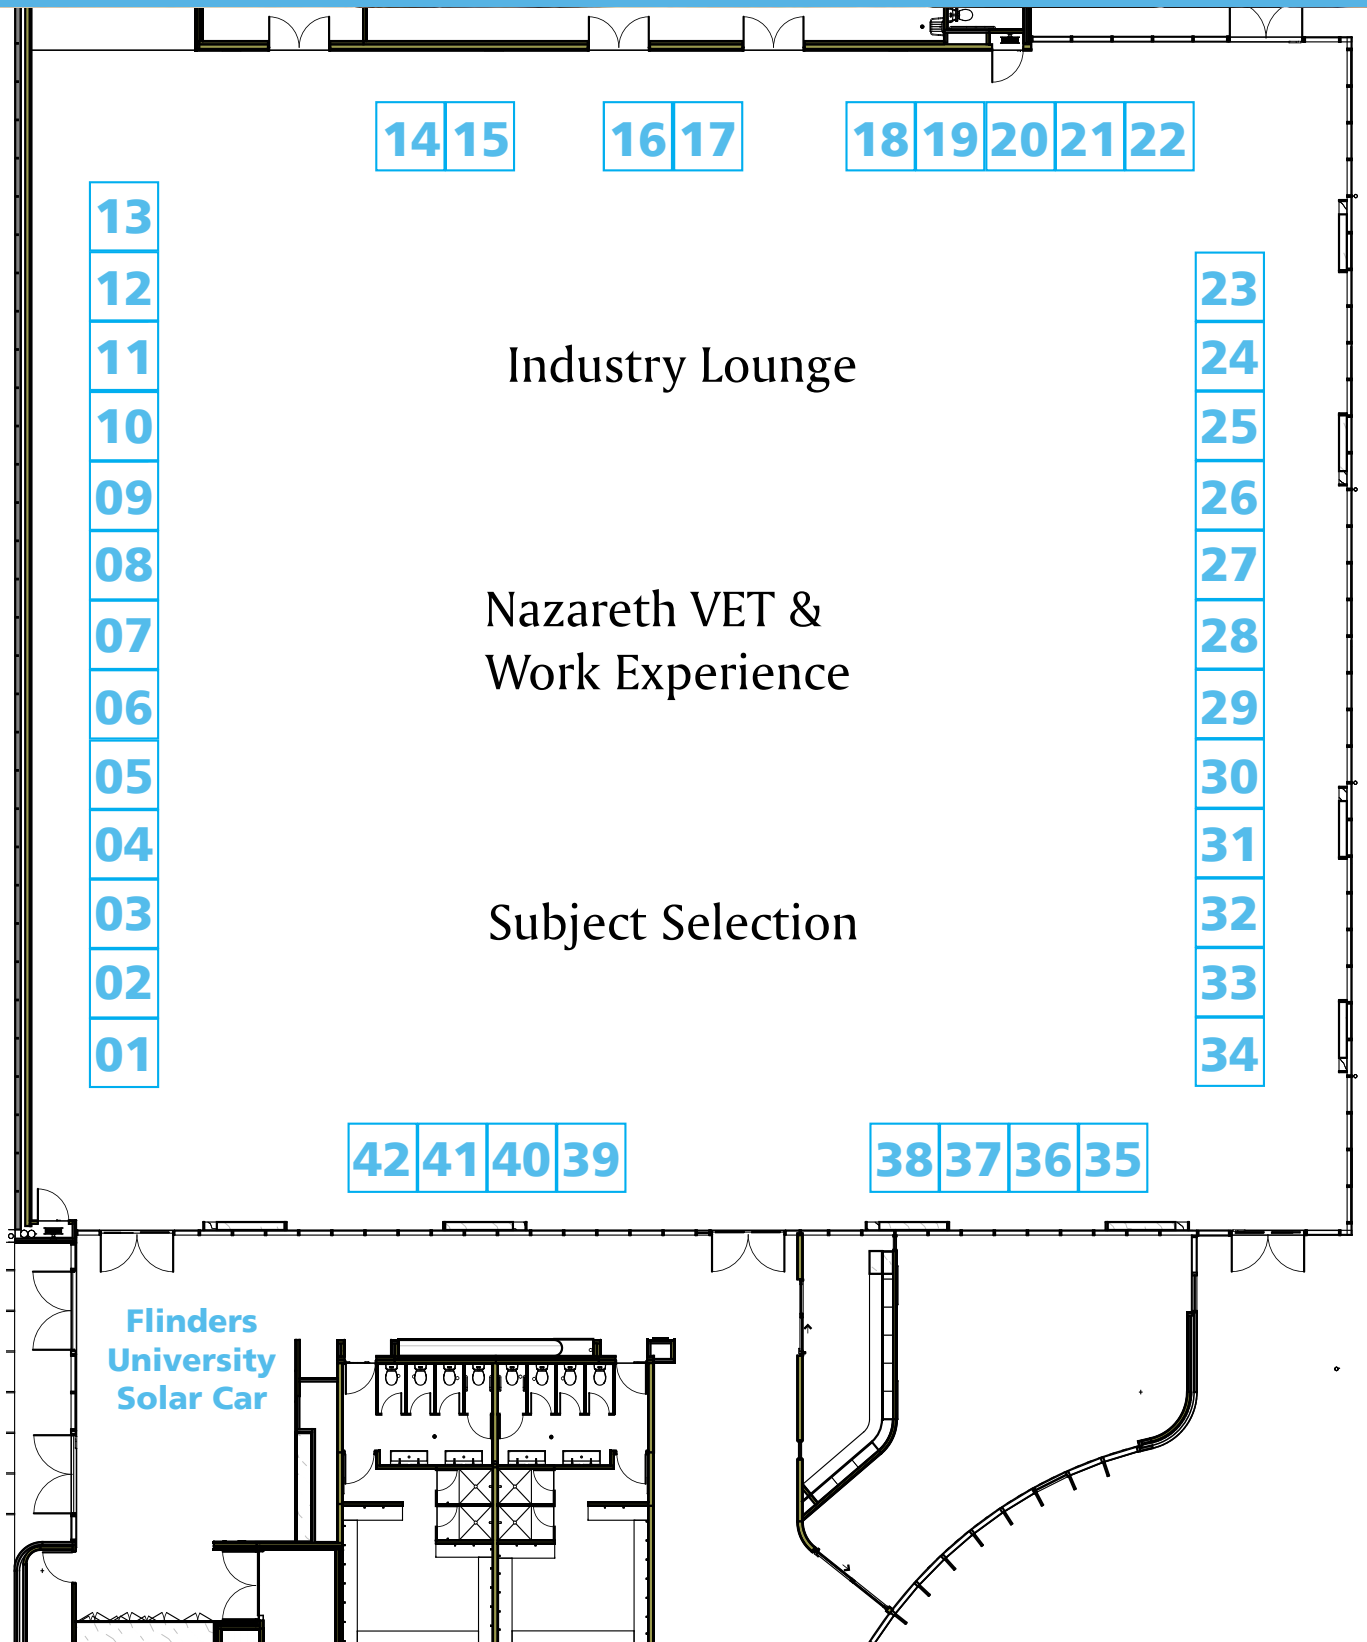 14 15 16 17 18 19 20 21 22
13
12
11
10
09
08
07
06
05
04
03
02
01
23
24
25
26
27
28
29
30
31
32
33
34
Industry Lounge
Nazareth VET &
Work Experience
Subject Selection
42 41 40 39 38 37 36 35
Flinders
University
Solar Car